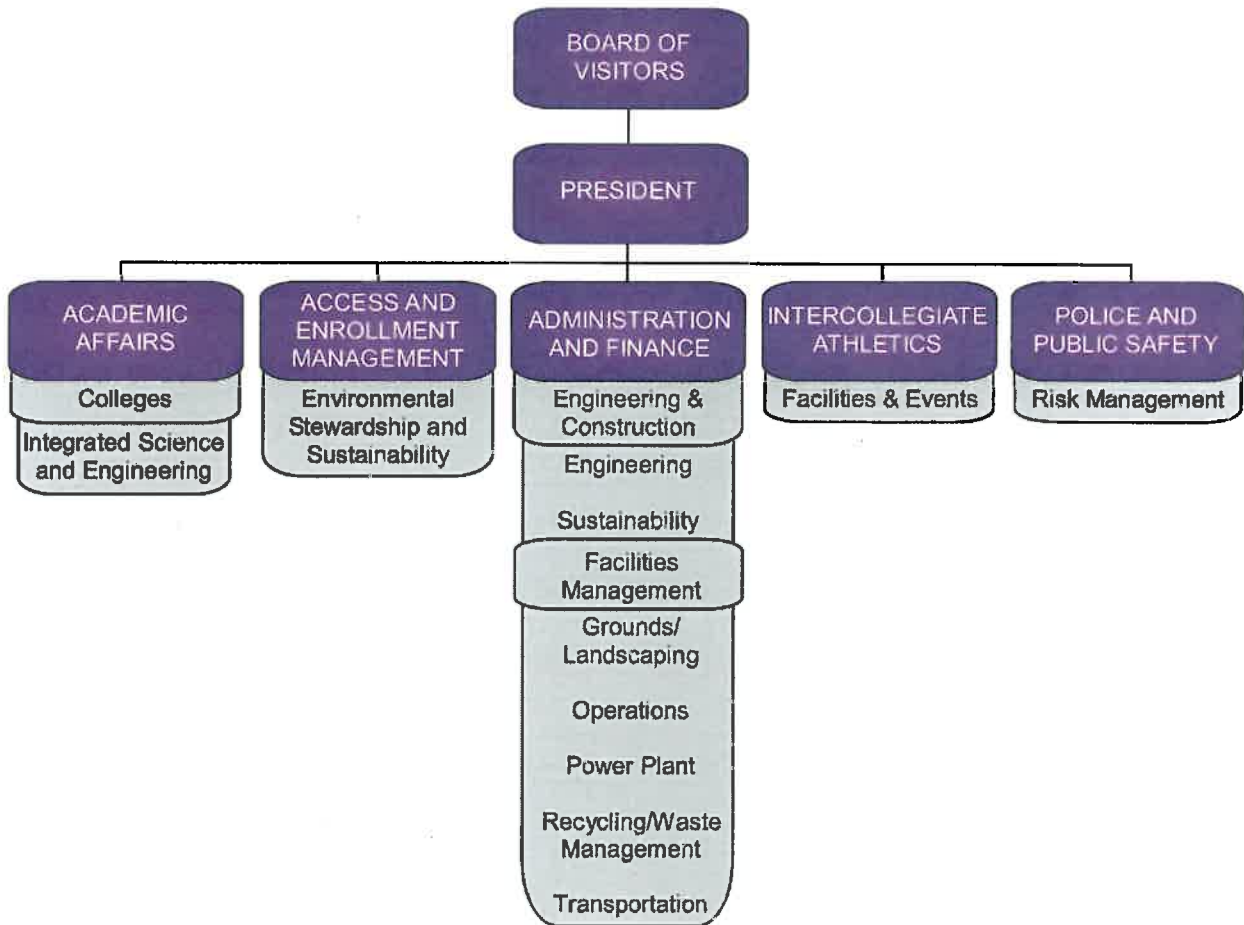 BOARD OF
VISITORS
PRESIDENT
ACADEMIC
AFFAIRS
Colleges
Integrated Science
and Engineering
ACCESS AND
ENROLLMENT
MANAGEMENT
Environmental
Stewardship and
Sustainability
ADMINISTRATION
AND FINANCE
Engineering &
Construction
Engineering
Sustainability
Facilities
Management
Grounds/
Landscaping
Operations
Power Plant
Recycling/Waste
Management
Transportation
INTERCOLLEGIATE
ATHLETICS
Facilities & Events
POLICE AND
PUBLIC SAFETY
Risk Management